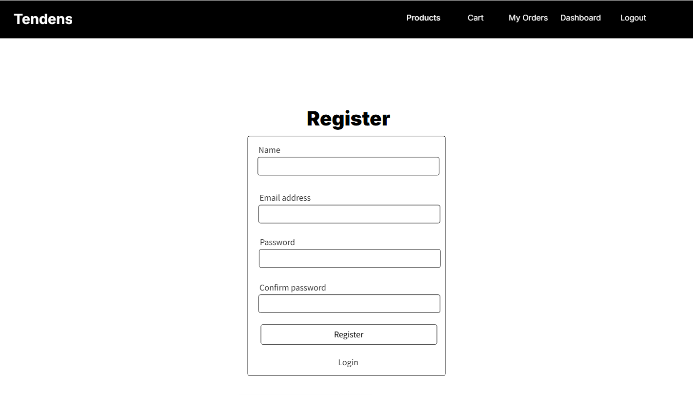 Tendens Products Cart My Orders Dashboard Logout
Register
Name
Email address
Password
Confirm password
Register
Login